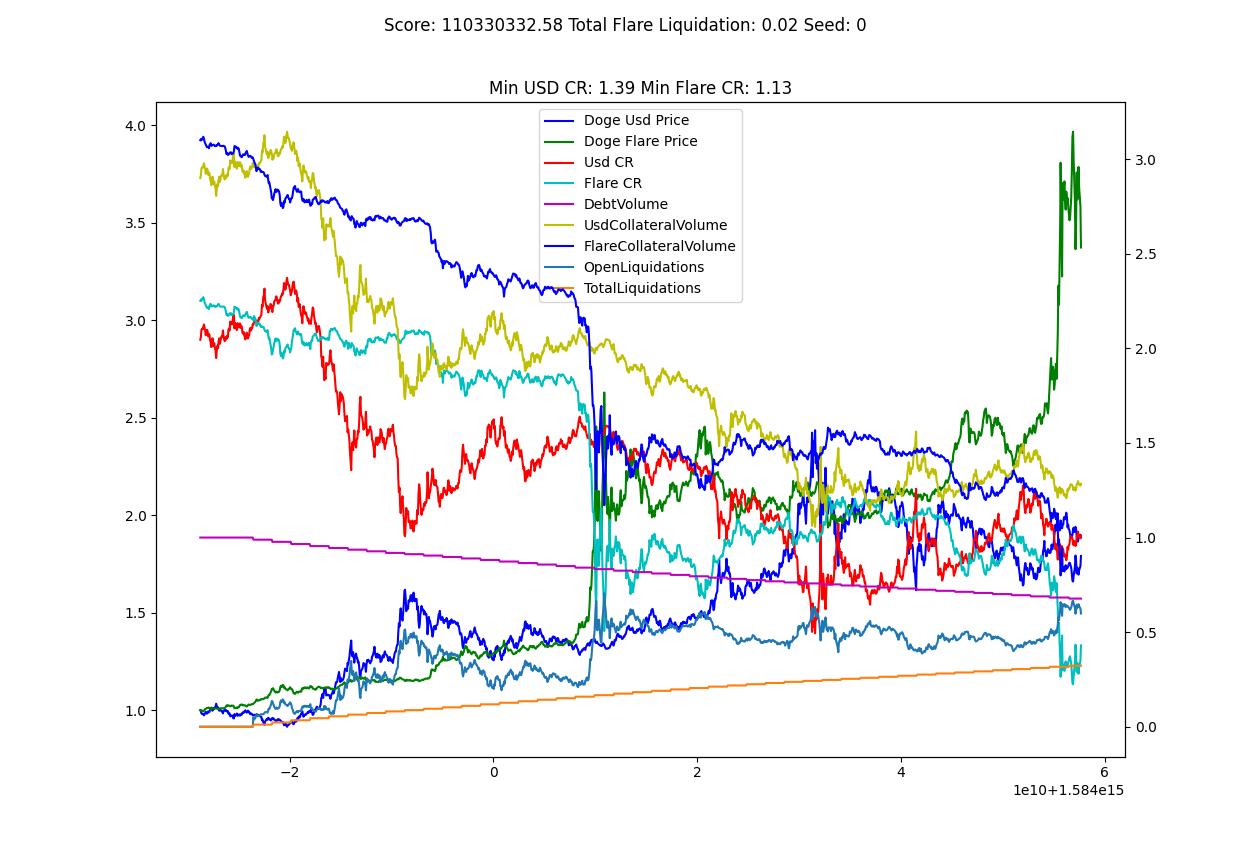 Score: 110330332.58 Total Flare Liquidation: 0.02 Seed: 0
Min USD CR: 1.39 Min Flare CR: 1.13
Doge Usd Price
Doge Flare Price
Usd CR
Flare CR
DebtVolume
UsdCollateralVolume
FlareCollateralVolume
OpenLiquidations
TotalLiquidations
4.0
3.5
3.0
2.5
2.0
1.5
1.0
3.0
2.5
2.0
1.5
1.0
0.5
0.0
−2 0 2 4 6
1e10+1.584e15